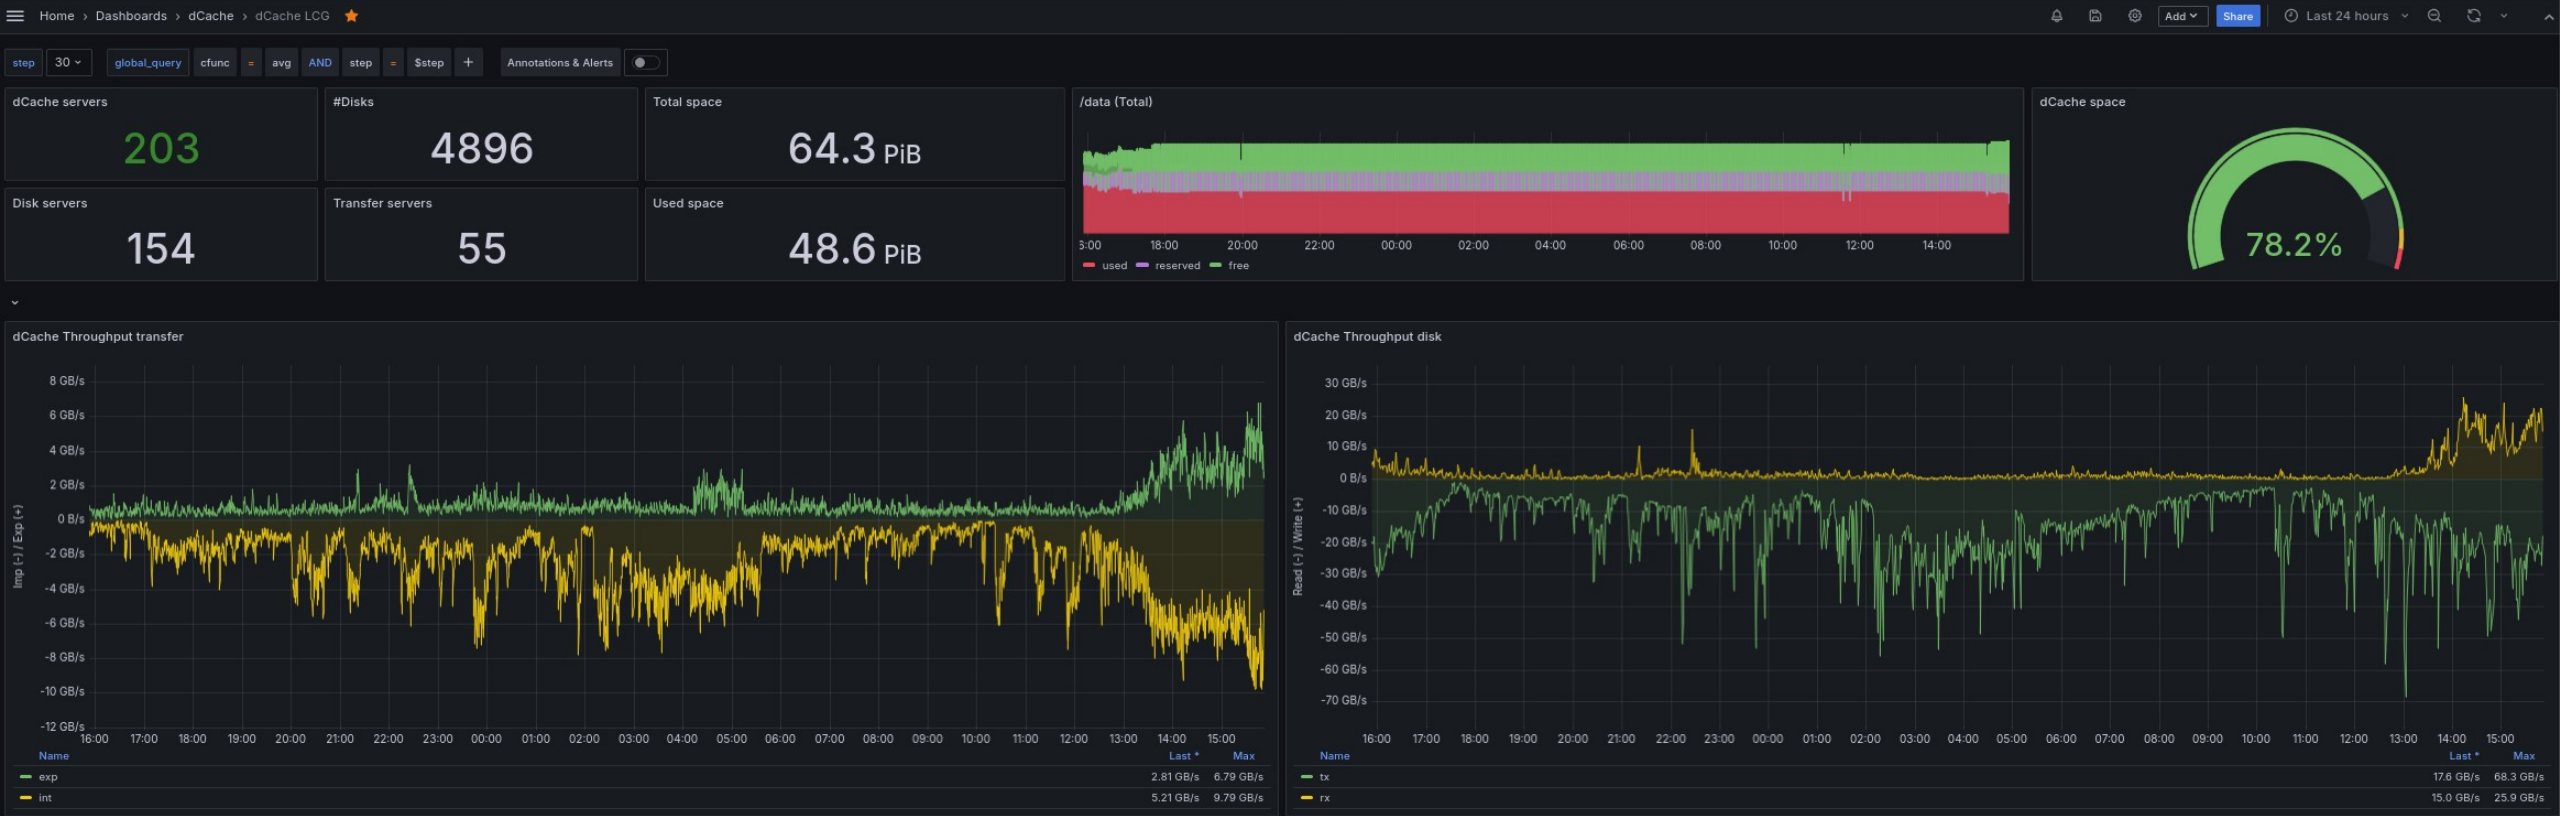 Home › Dashboards › dCache › dCache LCG
Add
Share
Last 24 hours
step 30 global_query cfunc = avg AND step = $step + Annotations & Alerts
dCache servers
203
#Disks
4896
Total space
64.3 PiB
Disk servers
154
Transfer servers
55
Used space
48.6 PiB
/data (Total)
18:00 20:00 22:00 00:00 02:00 04:00 06:00 08:00 10:00 12:00 14:00
used reserved free
dCache space
78.2%
dCache Throughput transfer
Imp (-) / Exp (+)
8 GB/s
6 GB/s
4 GB/s
2 GB/s
0 B/s
-2 GB/s
-4 GB/s
-6 GB/s
-8 GB/s
-10 GB/s
-12 GB/s
16:00 17:00 18:00 19:00 20:00 21:00 22:00 23:00 00:00 01:00 02:00 03:00 04:00 05:00 06:00 07:00 08:00 09:00 10:00 11:00 12:00 13:00 14:00 15:00
Name Last * Max
exp 2.81 GB/s 6.79 GB/s
int 5.21 GB/s 9.79 GB/s
dCache Throughput disk
Read (-) / Write (+)
30 GB/s
20 GB/s
10 GB/s
0 B/s
-10 GB/s
-20 GB/s
-30 GB/s
-40 GB/s
-50 GB/s
-60 GB/s
-70 GB/s
16:00 17:00 18:00 19:00 20:00 21:00 22:00 23:00 00:00 01:00 02:00 03:00 04:00 05:00 06:00 07:00 08:00 09:00 10:00 11:00 12:00 13:00 14:00 15:00
Name Last * Max
tx 17.6 GB/s 68.3 GB/s
rx 15.0 GB/s 25.9 GB/s